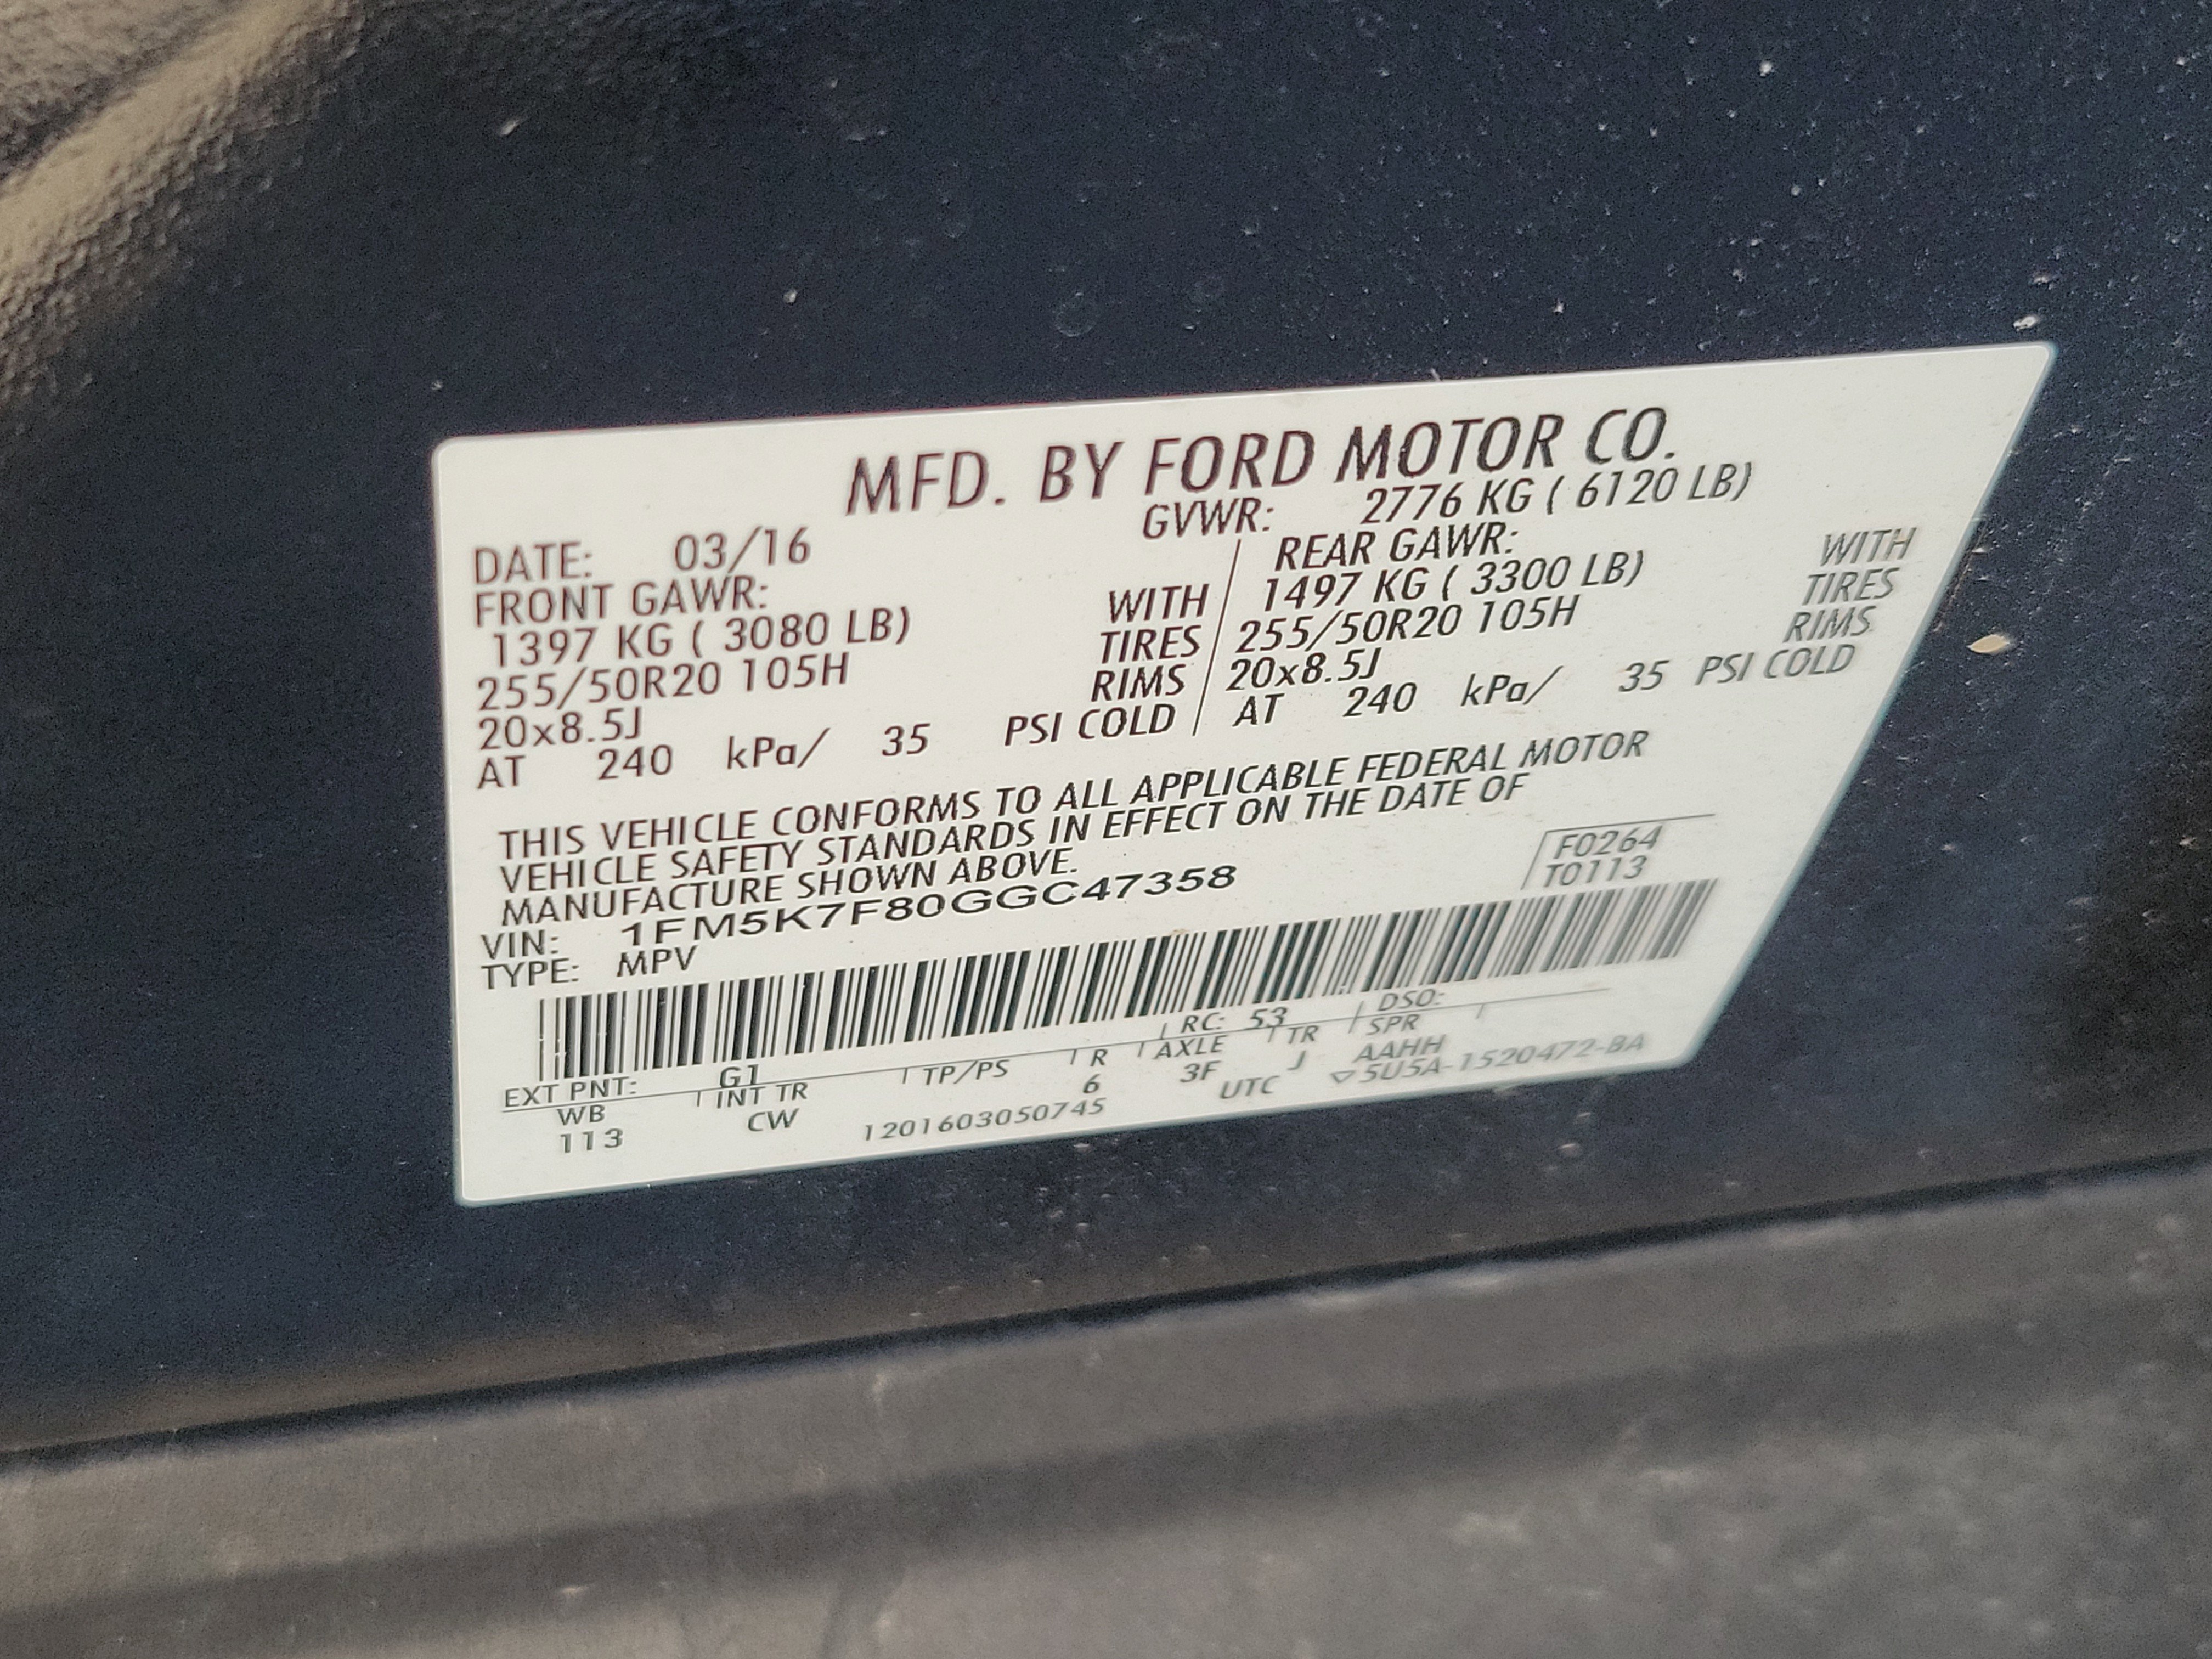 MFD. BY FORD MOTOR CO.
DATE: 03/16 GVWR: 2776 KG ( 6120 LB)
FRONT GAWR: REAR GAWR:
1397 KG ( 3080 LB) WITH 1497 KG ( 3300 LB) WITH
255/50R20 105H TIRES 255/50R20 105H TIRES
20x8.5J RIMS 20x8.5J RIMS
AT 240 kPa/ 35 PSI COLD AT 240 kPa/ 35 PSI COLD
THIS VEHICLE CONFORMS TO ALL APPLICABLE FEDERAL MOTOR
VEHICLE SAFETY STANDARDS IN EFFECT ON THE DATE OF
MANUFACTURE SHOWN ABOVE.
F0264
VIN: 1FM5K7F80GGC47358 T0113
TYPE: MPV
EXT PNT: G1 RC: 53 DSO:
WB INT TR TP/PS R AXLE TR SPR
113 CW 6 3F J AAHH
1201603050745 UTC ▽5U5A-1520472-BA